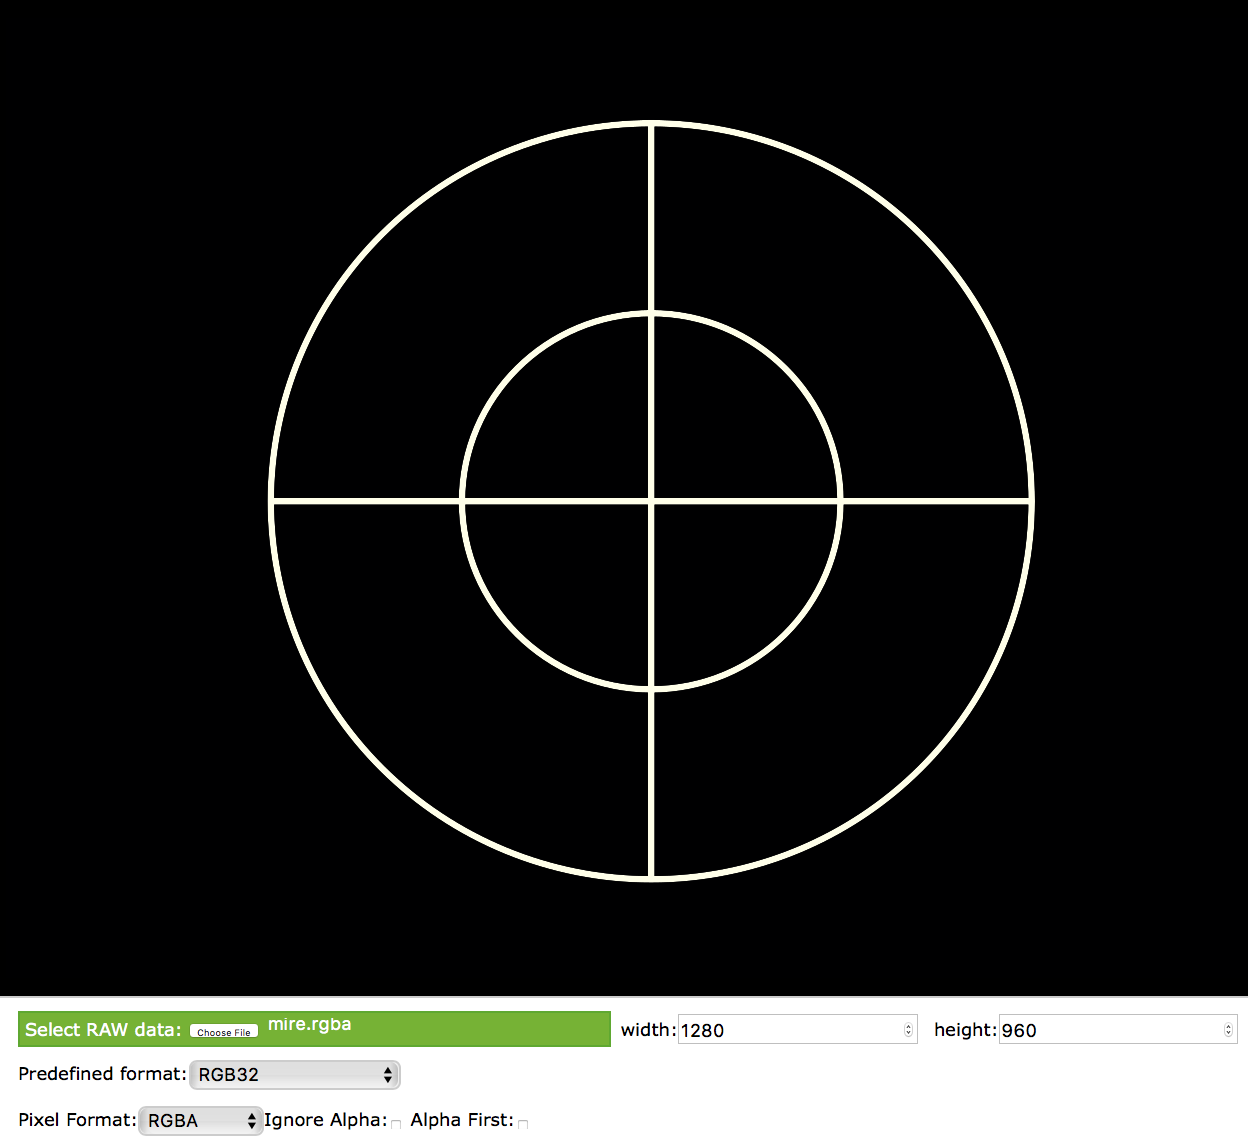 Select RAW data: Choose File mire.rgba width: 1280 height: 960
Predefined format: RGB32
Pixel Format: RGBA Ignore Alpha: Alpha First: